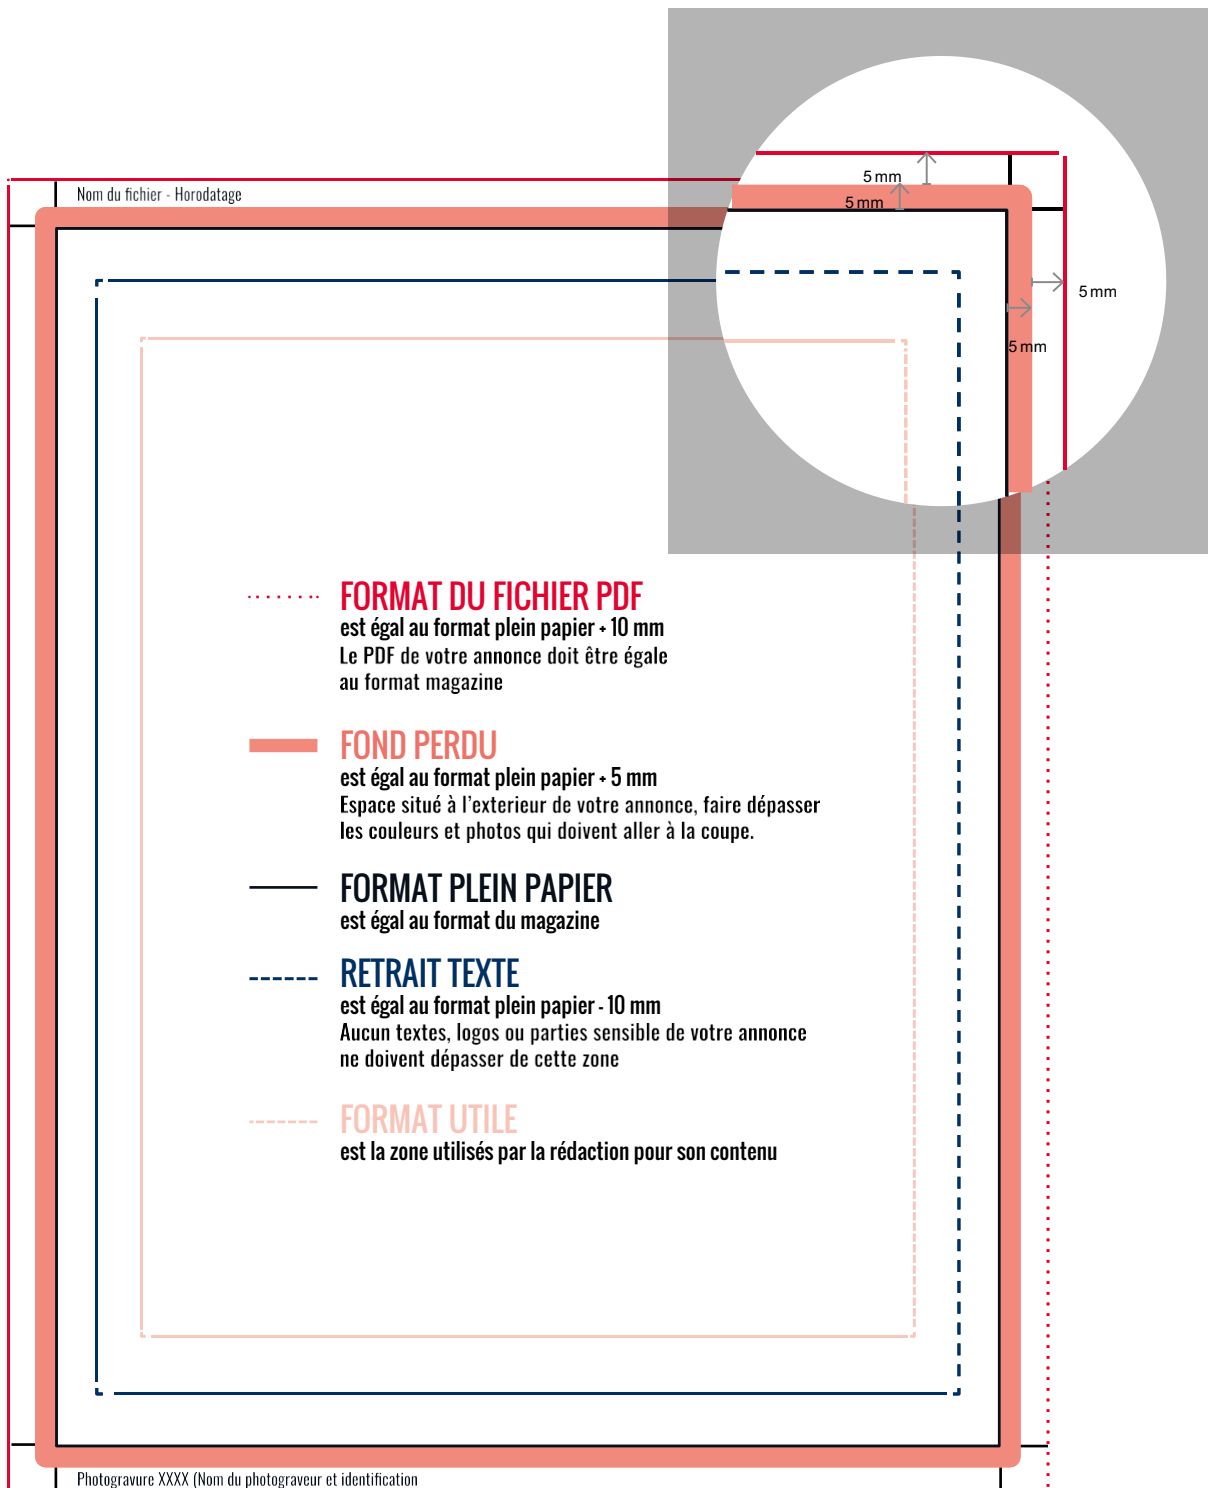 5 mm
Nom du fichier - Horodatage
5 mm
5 mm
5 mm
FORMAT DU FICHIER PDF
est égal au format plein papier + 10 mm
Le PDF de votre annonce doit être égale
au format magazine
FOND PERDU
est égal au format plein papier + 5 mm
Espace situé à l'exterieur de votre annonce, faire dépasser
les couleurs et photos qui doivent aller à la coupe.
FORMAT PLEIN PAPIER
est égal au format du magazine
RETRAIT TEXTE
est égal au format plein papier - 10 mm
Aucun textes, logos ou parties sensible de votre annonce
ne doivent dépasser de cette zone
FORMAT UTILE
est la zone utilisés par la rédaction pour son contenu
Photogravure XXXX (Nom du photograveur et identification